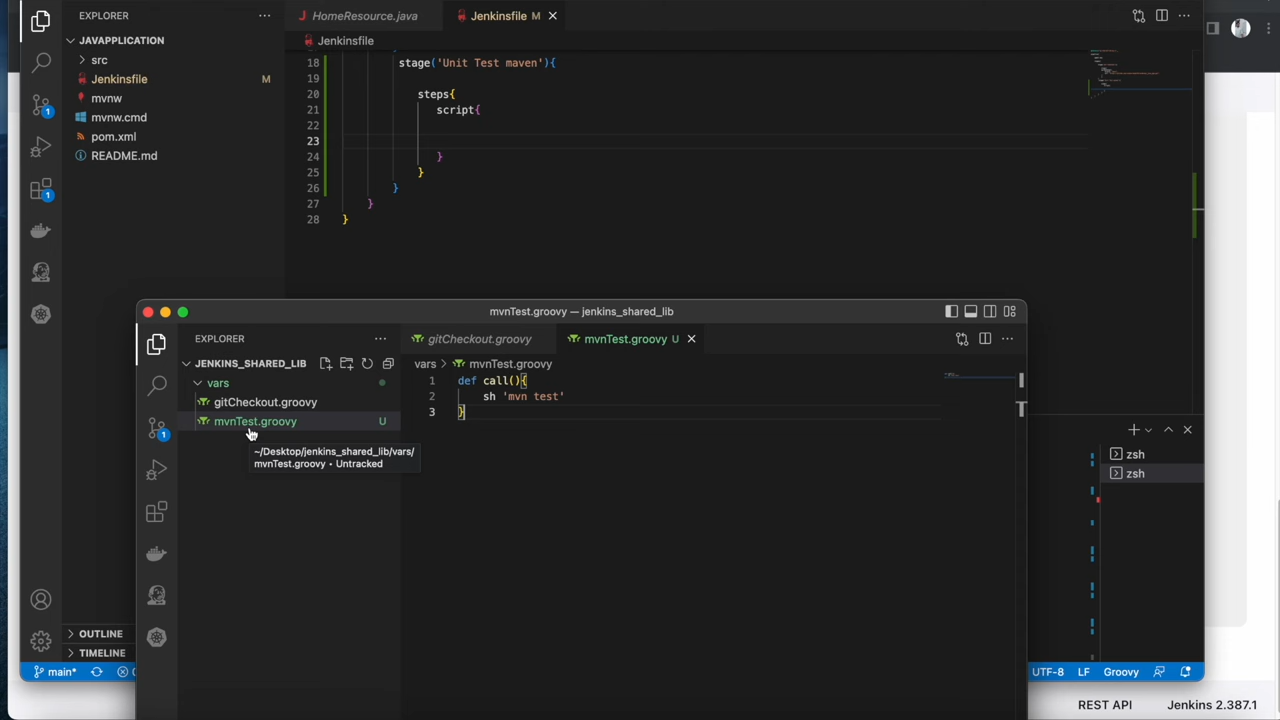 EXPLORER
JAVAPPLICATION
src
Jenkinsfile M
mvnw
mvnw.cmd
pom.xml
README.md
OUTLINE
TIMELINE
main*
HomeResource.java
Jenkinsfile M
Jenkinsfile
18 stage('Unit Test maven'){
19
20 steps{
21 script{
22
23
24 }
25 }
26 }
27 }
28 }
zsh
zsh
UTF-8 LF Groovy
REST API Jenkins 2.387.1
mvnTest.groovy — jenkins_shared_lib
EXPLORER
JENKINS_SHARED_LIB
vars
gitCheckout.groovy
mvnTest.groovy U
~/Desktop/jenkins_shared_lib/vars/
mvnTest.groovy • Untracked
gitCheckout.groovy
mvnTest.groovy U
vars > mvnTest.groovy
1 def call(){
2 sh 'mvn test'
3 }
1
1
1